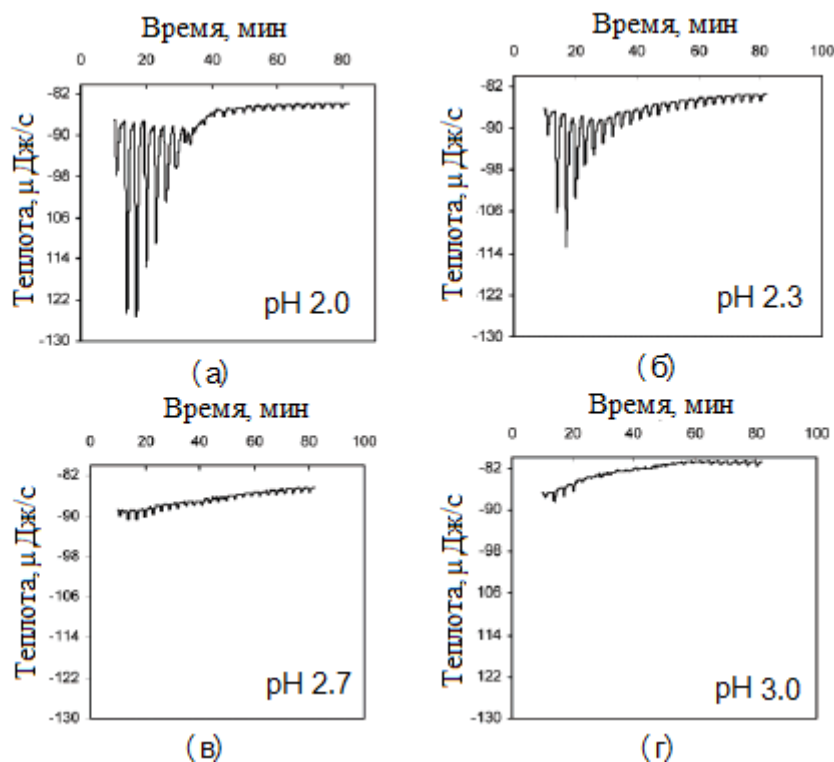 Время, мин
0 20 40 60 80
-82
-90
-98
-106
-114
-122
-130
Теплота, μ Дж/с
pH 2.0
(а)
Время, мин
0 20 40 60 80 100
-82
-90
-98
-106
-114
-122
-130
Теплота, μ Дж/с
pH 2.3
(б)
Время, мин
0 20 40 60 80 100
-82
-90
-98
-106
-114
-122
-130
Теплота, μ Дж/с
pH 2.7
(в)
Время, мин
0 20 40 60 80 100
-82
-90
-98
-106
-114
-122
-130
Теплота, μ Дж/с
pH 3.0
(г)